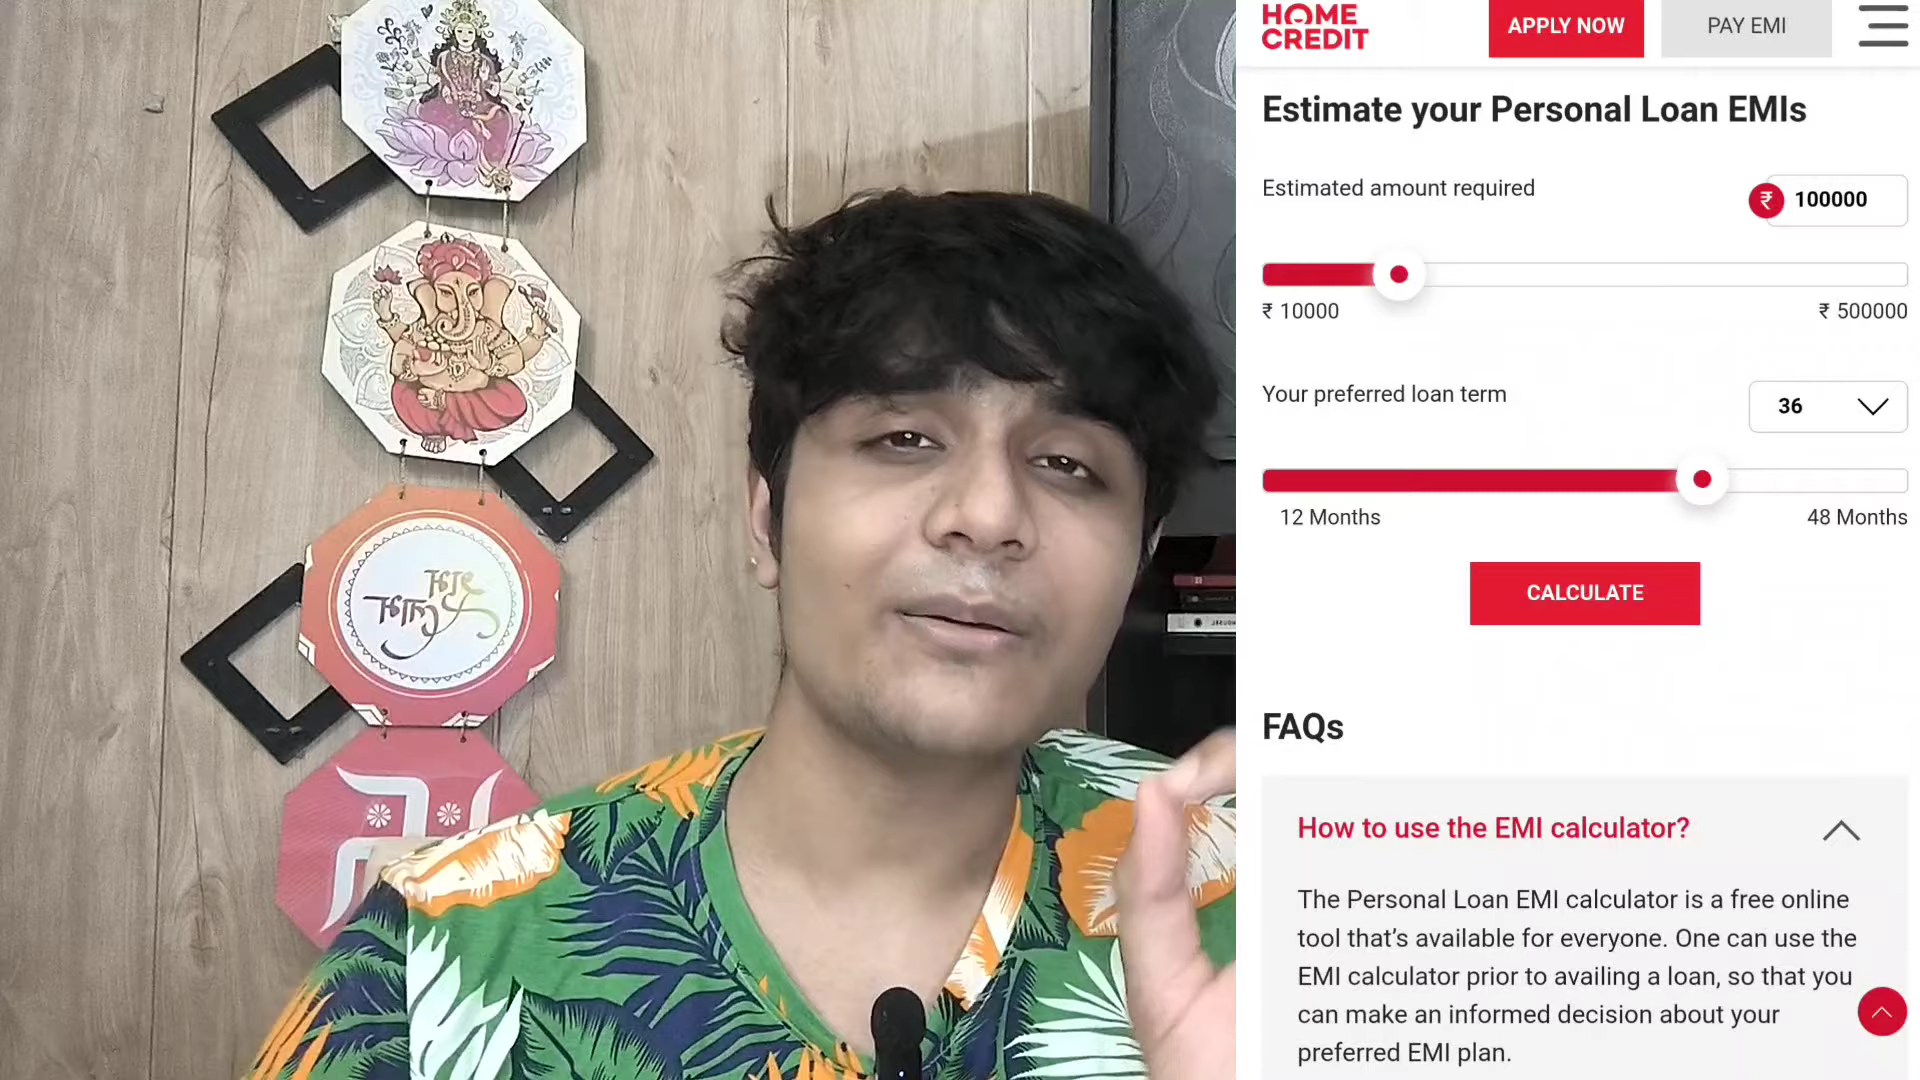 HOME
CREDIT
APPLY NOW
PAY EMI
Estimate your Personal Loan EMIs
Estimated amount required
₹ 100000
₹ 10000
₹ 500000
Your preferred loan term
36
12 Months
48 Months
CALCULATE
FAQs
How to use the EMI calculator?
The Personal Loan EMI calculator is a free online
tool that’s available for everyone. One can use the
EMI calculator prior to availing a loan, so that you
can make an informed decision about your
preferred EMI plan.